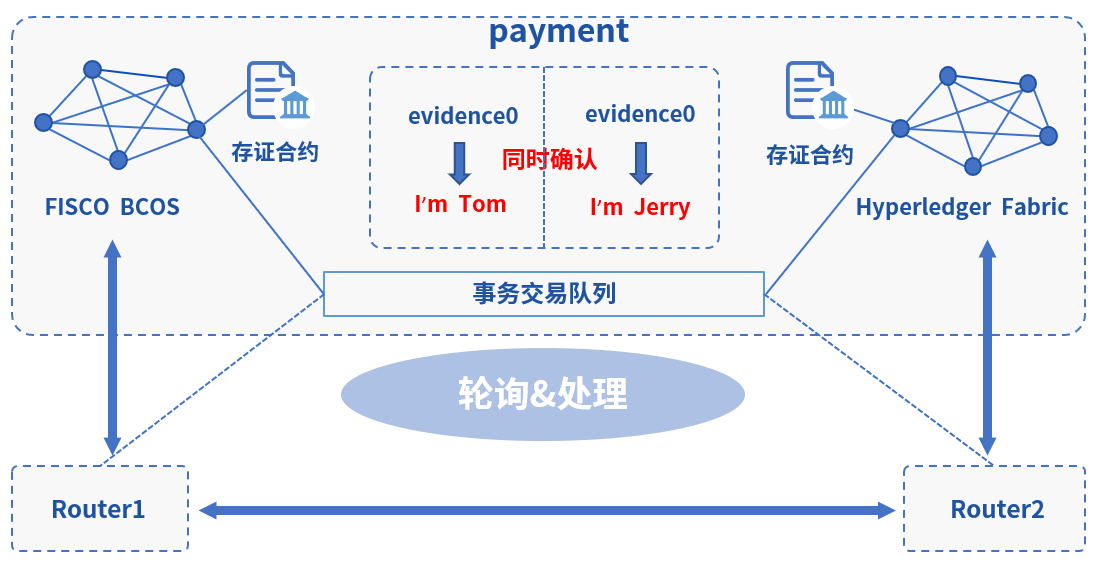 payment
evidence0
evidence0
存证合约
存证合约
同时确认
I'm Tom
I'm Jerry
FISCO BCOS
Hyperledger Fabric
事务交易队列
轮询&处理
Router1
Router2